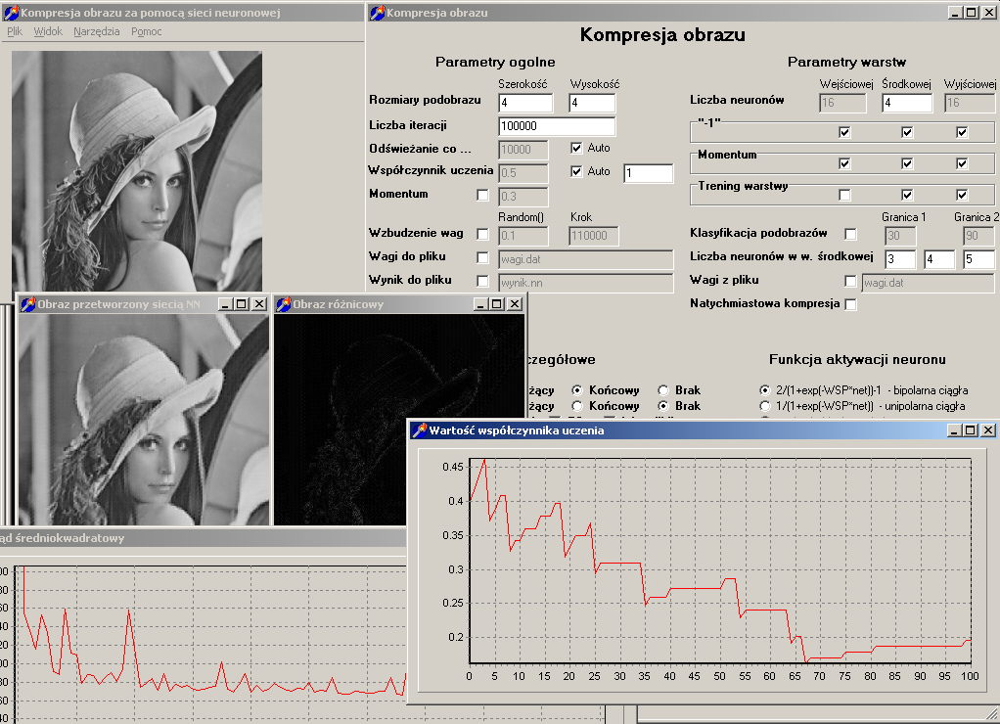 Kompresja obrazu za pomocą sieci neuronowej
Plik Widok Narzędzia Pomoc
Kompresja obrazu
Kompresja obrazu
Parametry ogolne
Szerokość Wysokość
Rozmiary podobrazu 4 4
Liczba iteracji 100000
Odświeżanie co ... 10000 Auto
Współczynnik uczenia 0.5 Auto 1
Momentum 0.3
Random() Krok
Wzbudzenie wag 0.1 110000
Wagi do pliku wagi.dat
Wynik do pliku wynik.nn
Parametry warstw
Wejściowej Środkowej Wyjściowej
Liczba neuronów 16 4 16
"-1"
Momentum
Trening warstwy
Granica 1 Granica 2
Klasyfikacja podobrazów 30 90
Liczba neuronów w w. środkowej 3 4 5
Wagi z pliku wagi.dat
Natychmiastowa kompresja
Obraz przetworzony siecią NN
Obraz różnicowy
czegółowe
żący Końcowy Brak
żący Końcowy Brak
Funkcja aktywacji neuronu
2/(1+exp(-WSP*net))-1 - bipolarna ciągła
1/(1+exp(-WSP*net)) - unipolarna ciągła
Wartość współczynnika uczenia
0.45
0.4
0.35
0.3
0.25
0.2
0 5 10 15 20 25 30 35 40 45 50 55 60 65 70 75 80 85 90 95 100
ąd średniokwadratowy
00
80
60
40
20
00
80
60
40